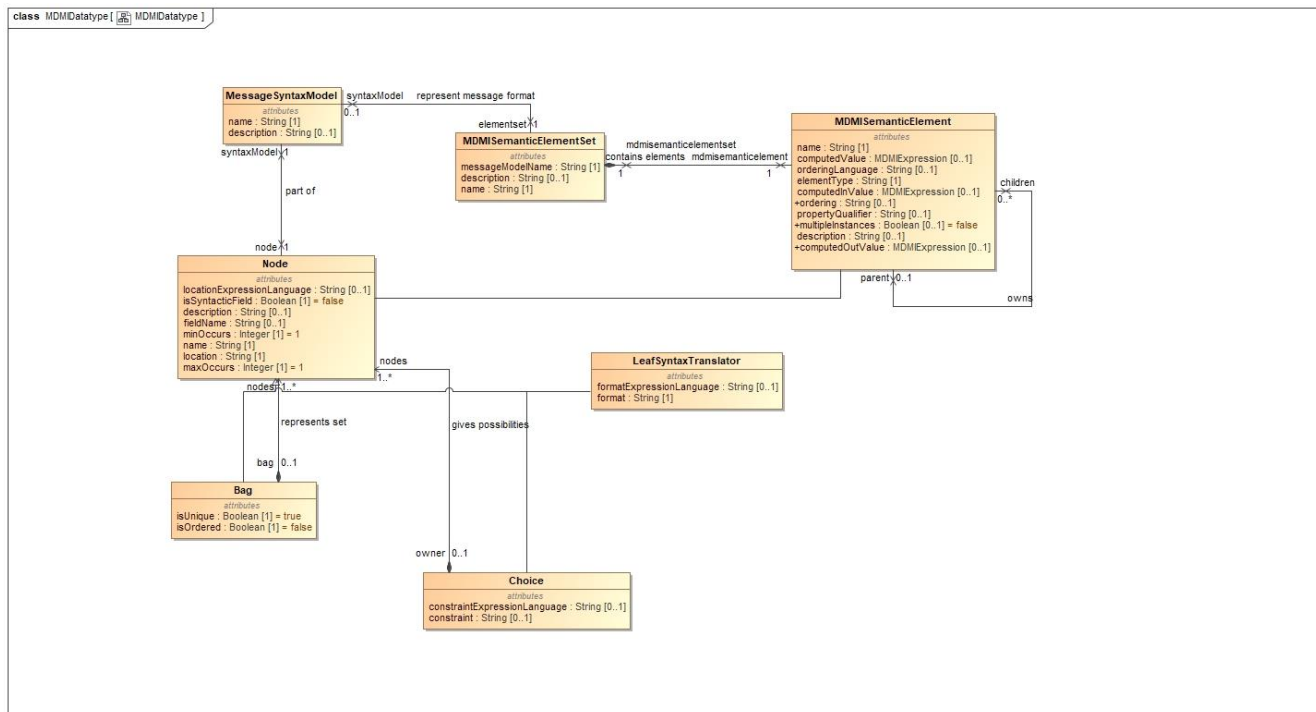 class MDMIDatatype [ MDMIDatatype ]
MessageSyntaxModel
attributes
name : String [1]
description : String [0..1]
syntaxModel
0..1
represent message format
elementset 1
MDMISemanticElementSet
attributes
messageModelName : String [1]
description : String [0..1]
name : String [1]
mdmisemanticelementset
contains elements mdmisemanticelement
1
1
MDMISemanticElement
attributes
name : String [1]
computedValue : MDMIExpression [0..1]
orderingLanguage : String [0..1]
elementType : String [1]
computedInValue : MDMIExpression [0..1]
+ordering : String [0..1]
propertyQualifier : String [0..1]
+multipleInstances : Boolean [0..1] = false
description : String [0..1]
+computedOutValue : MDMIExpression [0..1]
children
0..*
parent 0..1
owns
syntaxModel 1
part of
node 1
Node
attributes
locationExpressionLanguage : String [0..1]
isSyntacticField : Boolean [1] = false
description : String [0..1]
fieldName : String [0..1]
minOccurs : Integer [1] = 1
name : String [1]
location : String [1]
maxOccurs : Integer [1] = 1
nodes
1..*
nodes 1..*
LeafSyntaxTranslator
attributes
formatExpressionLanguage : String [0..1]
format : String [1]
represents set
gives possibilities
bag 0..1
Bag
attributes
isUnique : Boolean [1] = true
isOrdered : Boolean [1] = false
owner 0..1
Choice
attributes
constraintExpressionLanguage : String [0..1]
constraint : String [0..1]